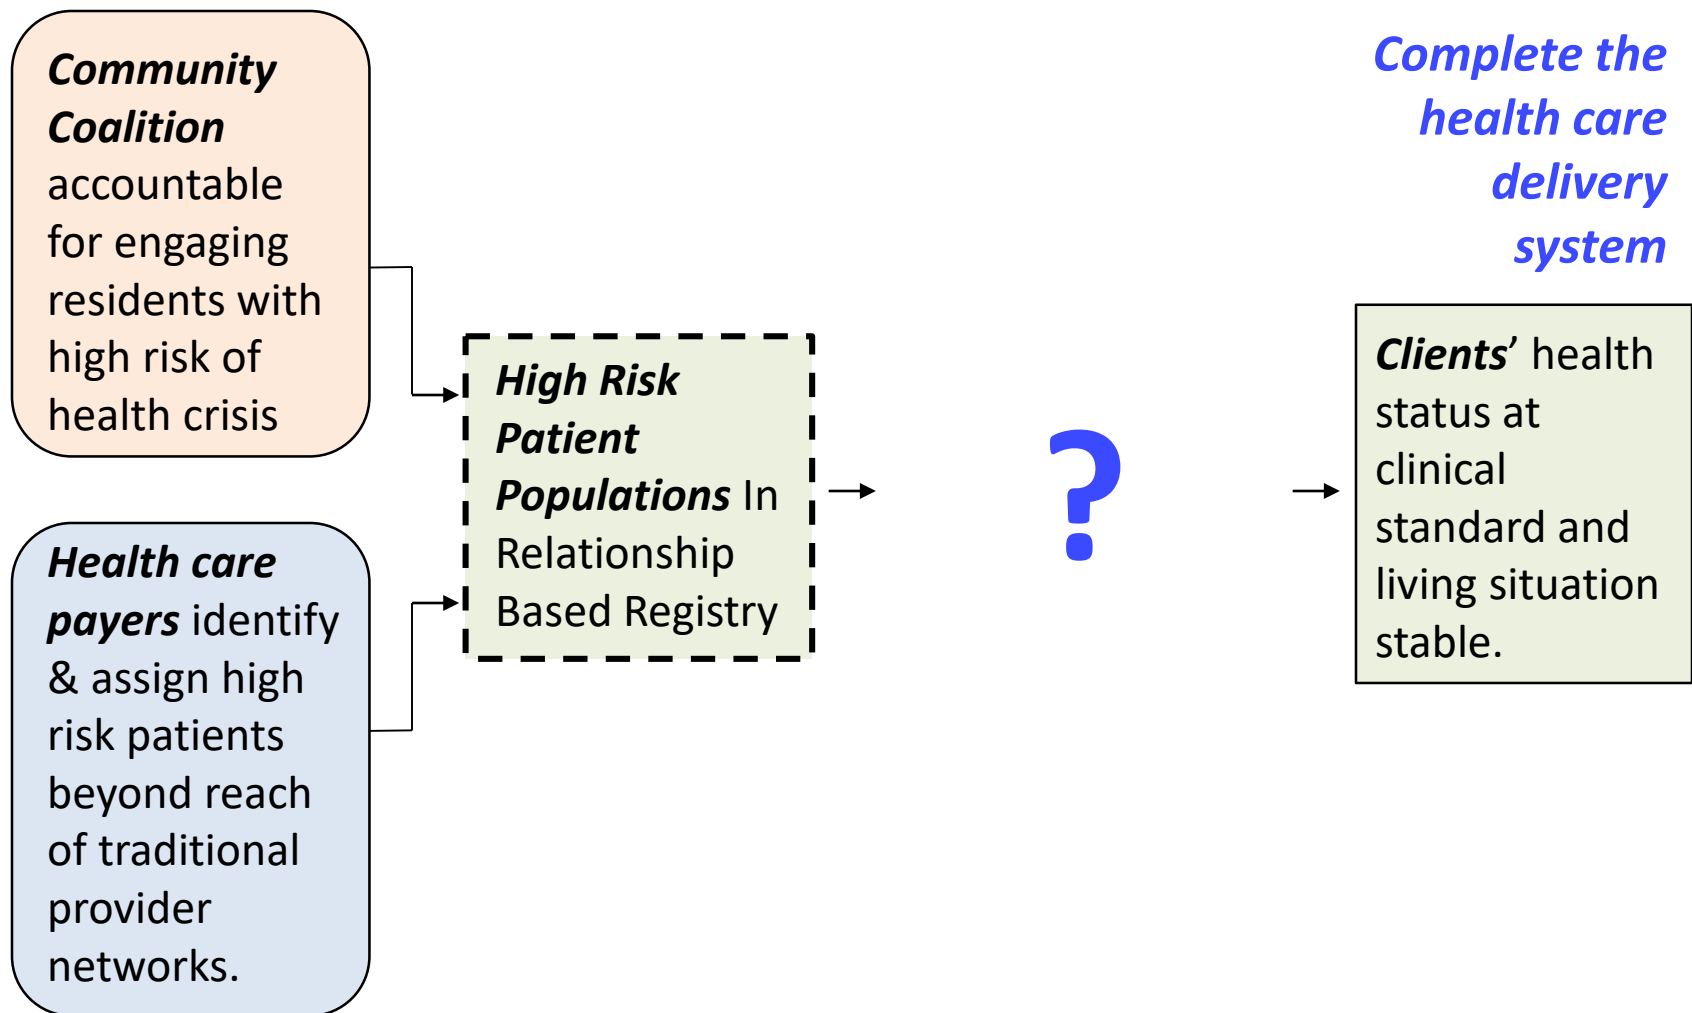 Community
Coalition
accountable
for engaging
residents with
high risk of
health crisis
Health care
payers identify
& assign high
risk patients
beyond reach
of traditional
provider
networks.
High Risk
Patient
Populations In
Relationship
Based Registry
?
Complete the
health care
delivery
system
Clients’ health
status at
clinical
standard and
living situation
stable.